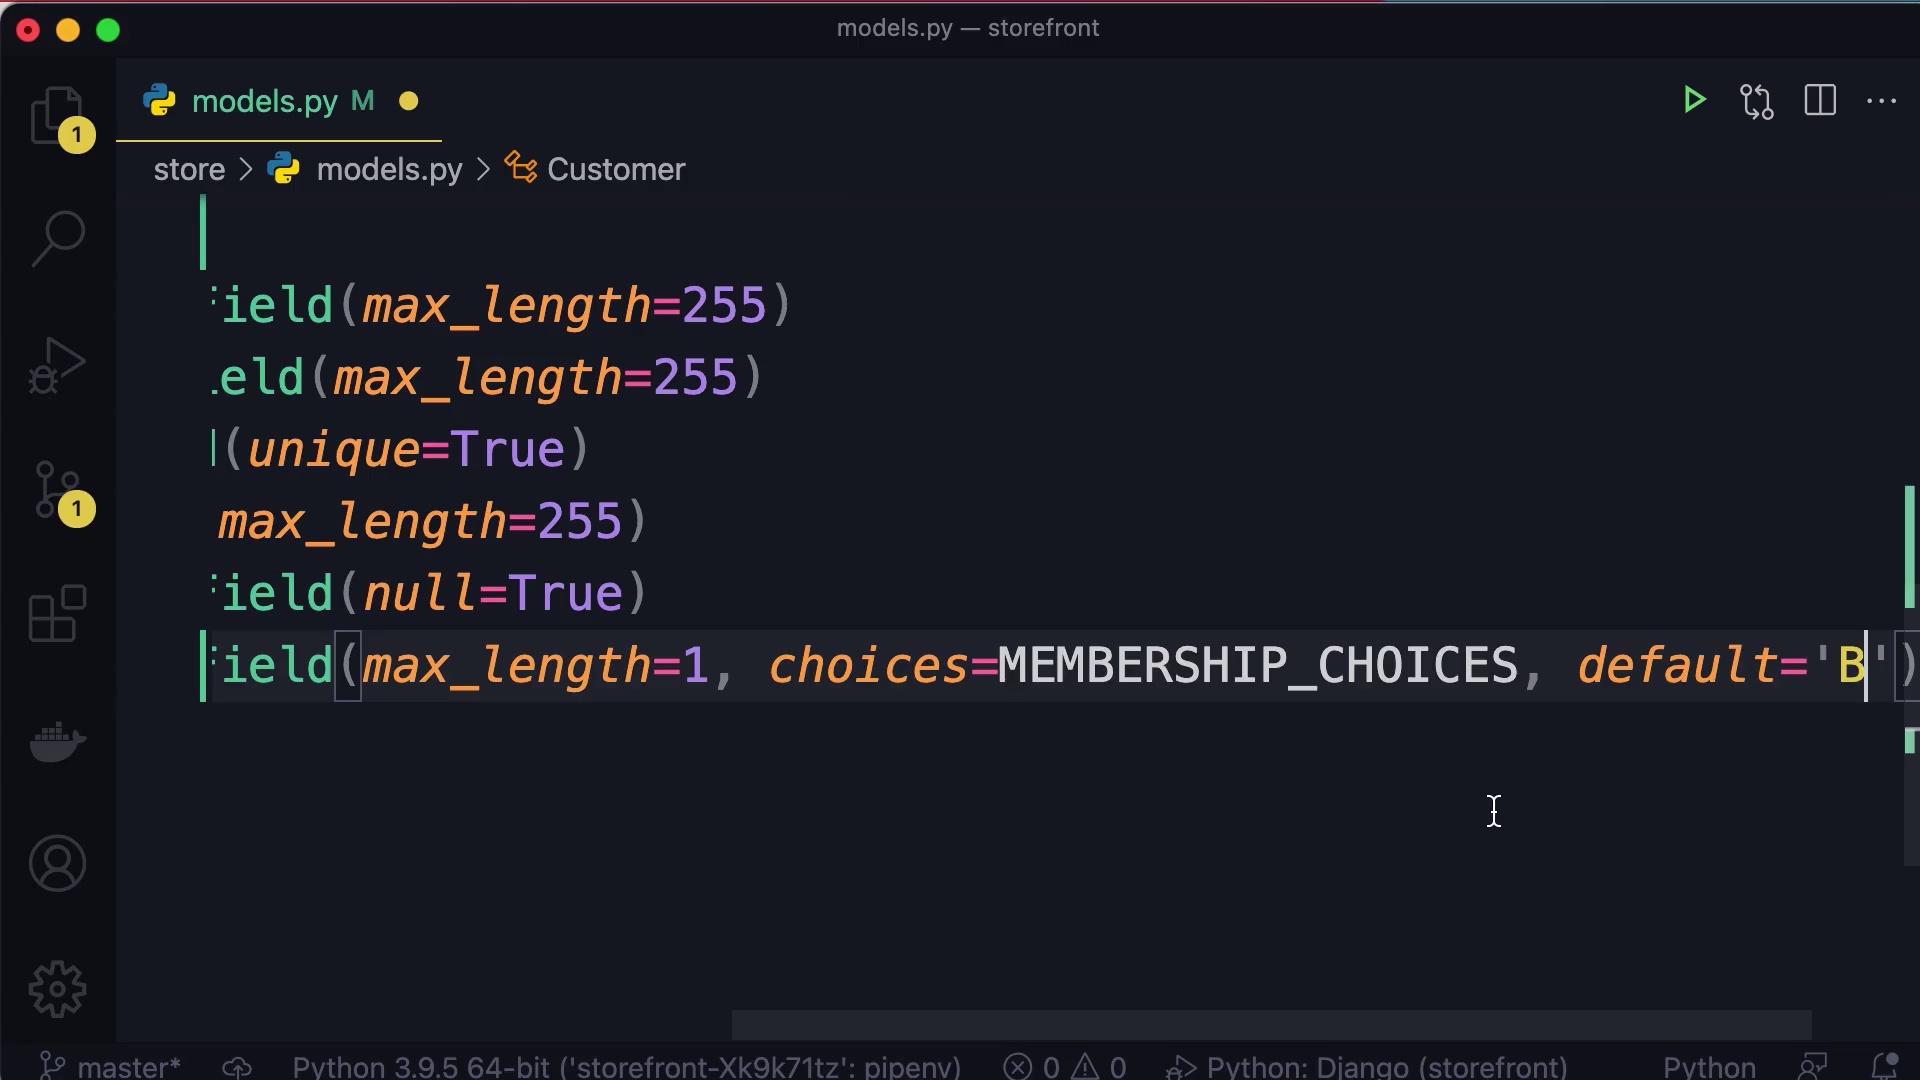 models.py — storefront
models.py M
1
store > models.py > Customer
ield(max_length=255)
eld(max_length=255)
(unique=True)
max_length=255)
ield(null=True)
ield(max_length=1, choices=MEMBERSHIP_CHOICES, default='B')
1
master* Python 3.9.5 64-bit ('storefront-Xk9k71tz': pipenv) 0 0 Python: Django (storefront) Python